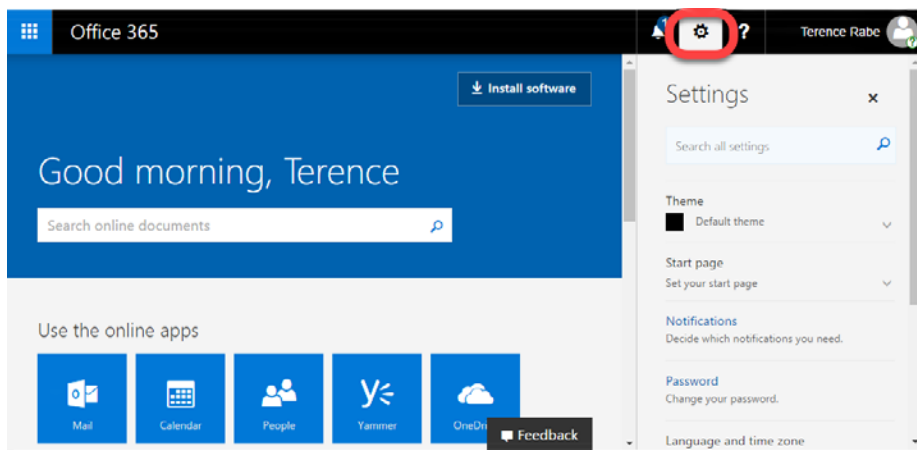 Office 365
1
?
Terence Rabe
Install software
Good morning, Terence
Search online documents
Use the online apps
Mail
Calendar
People
Yammer
Feedback
Settings
x
Search all settings
Theme
Default theme
Start page
Set your start page
Notifications
Decide which notifications you need.
Password
Change your password.
Language and time zone